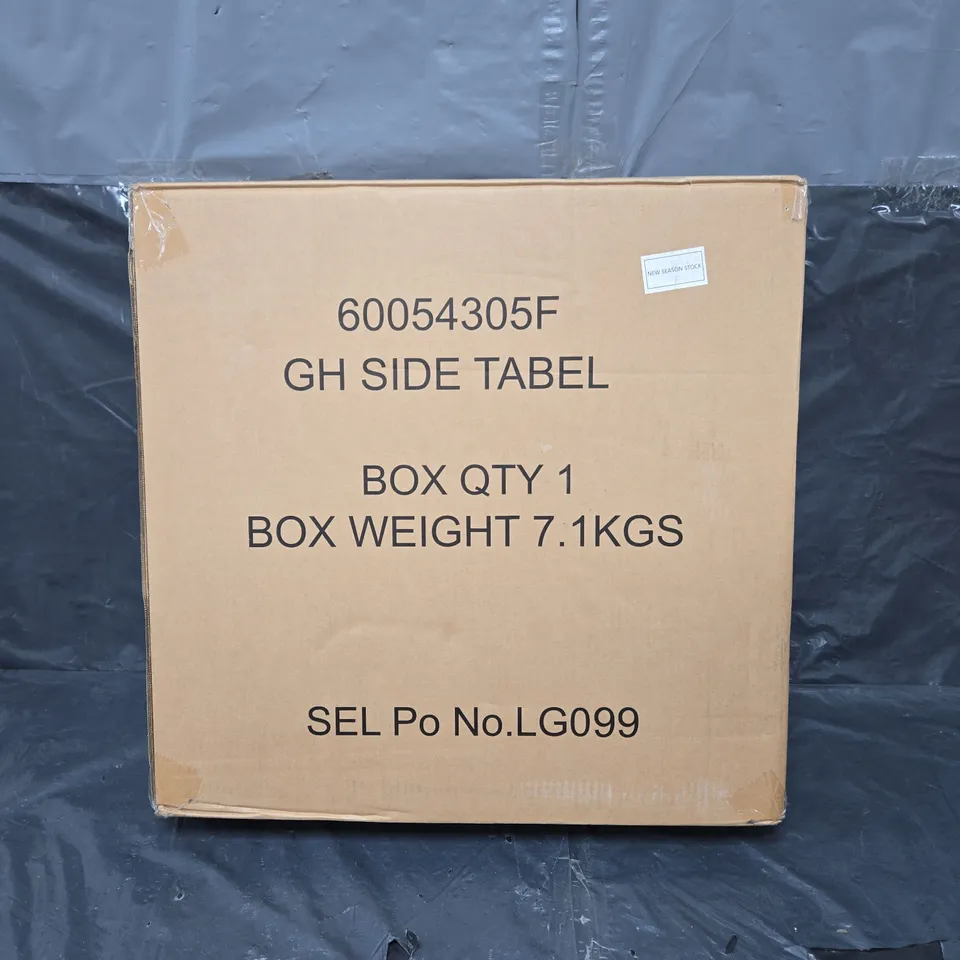 NEW SEASON STOCK
60054305F
GH SIDE TABEL
BOX QTY 1
BOX WEIGHT 7.1KGS
SEL Po No.LG099